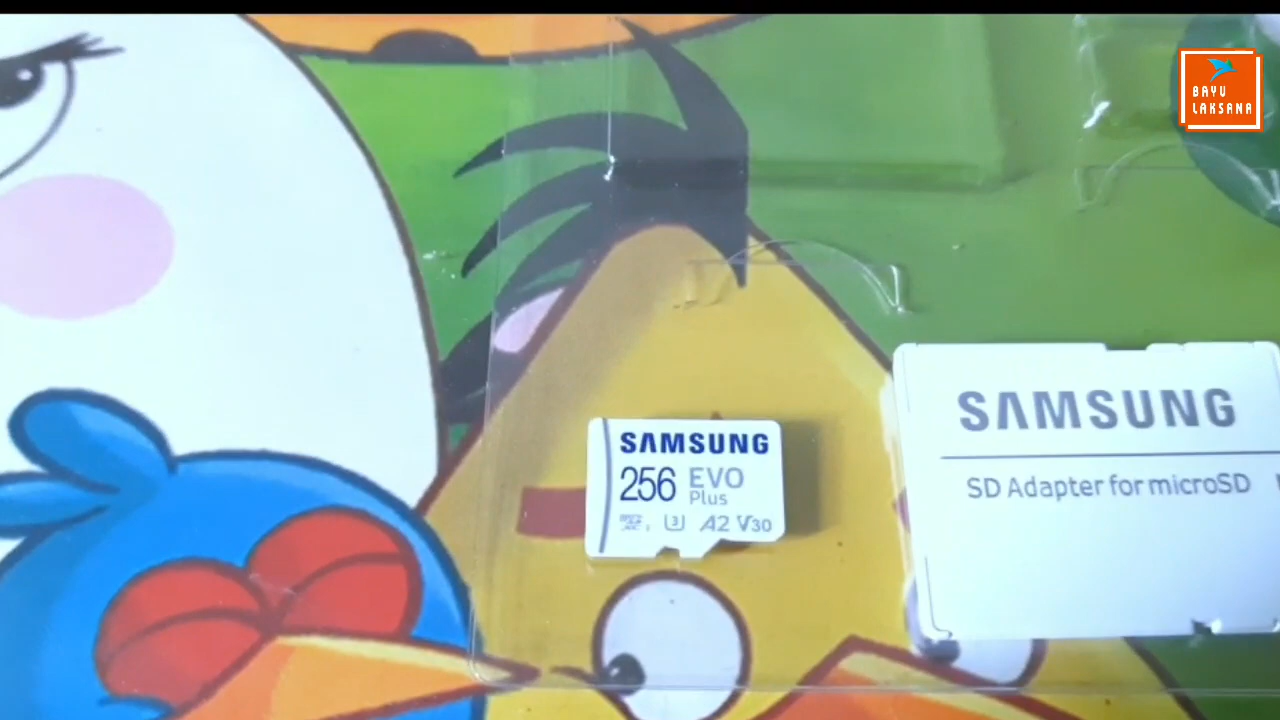 BAYU
LAKSANA
SAMSUNG
256 EVO
Plus
U3 A2 V30
SAMSUNG
SD Adapter for microSD